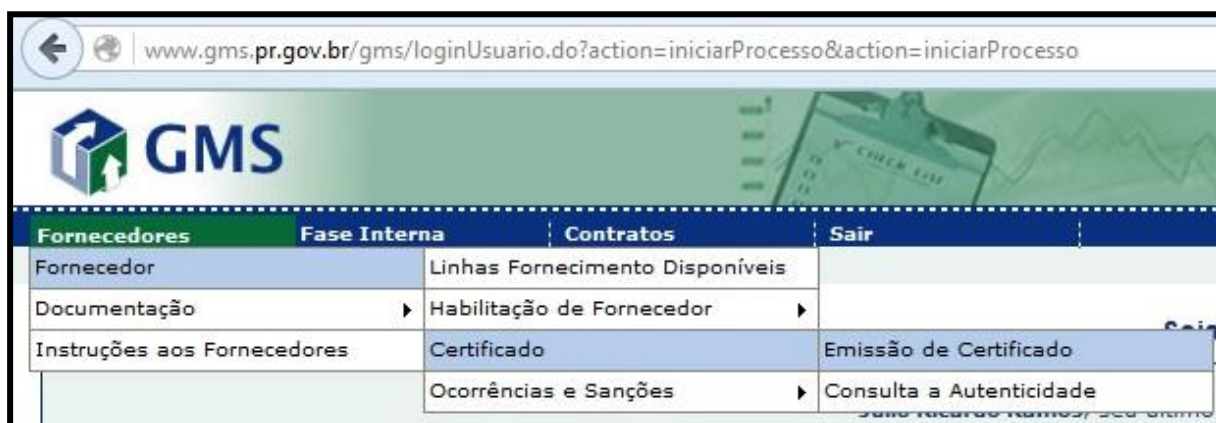 www.gms.pr.gov.br/gms/loginUsuario.do?action=iniciarProcesso&action=iniciarProcesso
GMS
CHECK LIST
Fornecedores Fase Interna Contratos Sair
Fornecedor Linhas Fornecimento Disponíveis
Documentação Habilitação de Fornecedor
Instruções aos Fornecedores Certificado Emissão de Certificado
Ocorrências e Sanções Consulta a Autenticidade